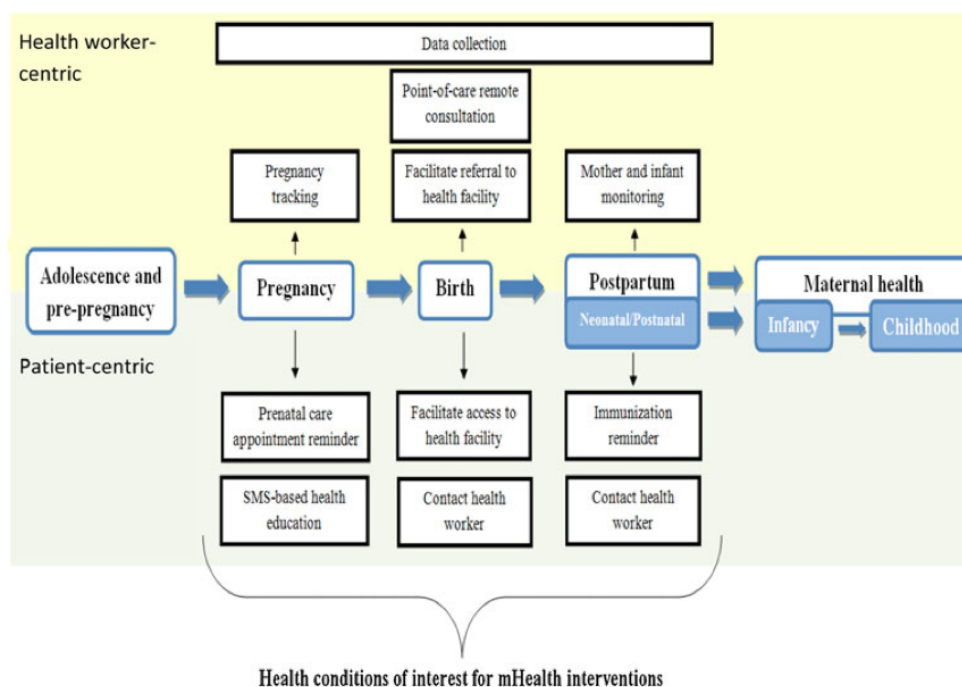 Health worker-
centric
Data collection
Point-of-care remote
consultation
Pregnancy
tracking
Facilitate referral to
health facility
Mother and infant
monitoring
Adolescence and
pre-pregnancy
Pregnancy
Birth
Postpartum
Neonatal/Postnatal
Maternal health
Infancy
Childhood
Patient-centric
Prenatal care
appointment reminder
Facilitate access to
health facility
Immunization
reminder
SMS-based health
education
Contact health
worker
Contact health
worker
Health conditions of interest for mHealth interventions